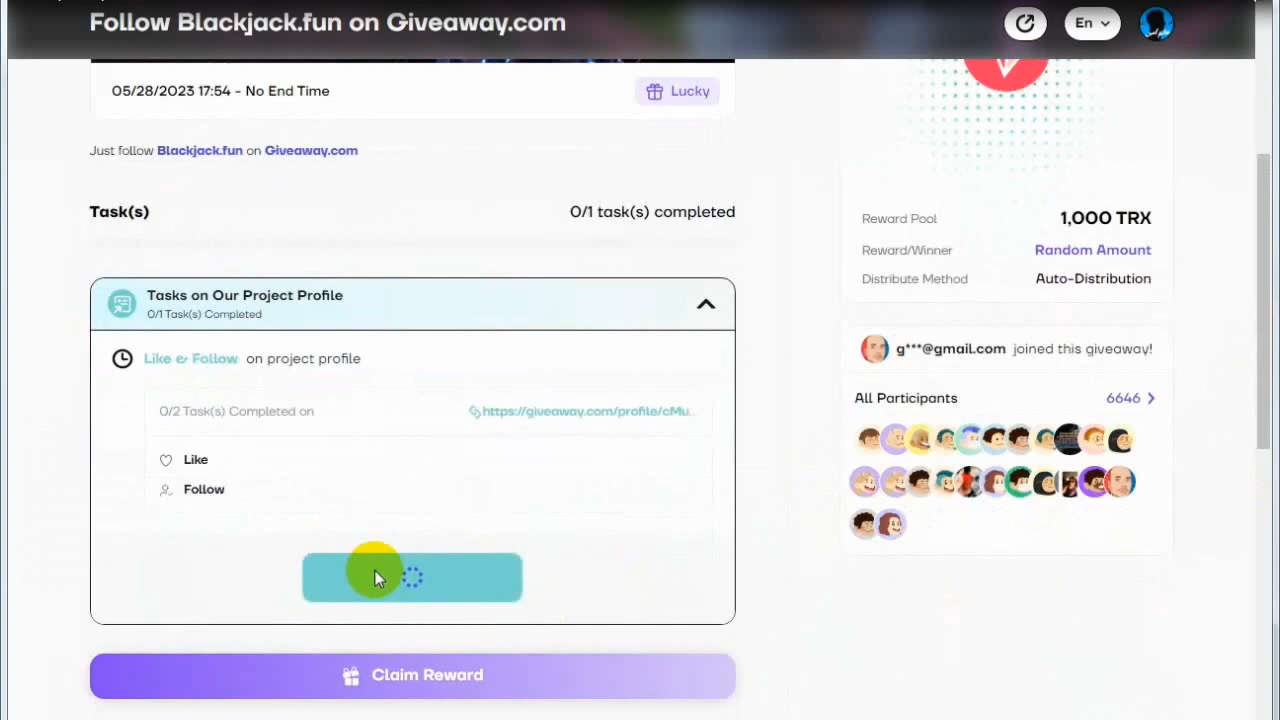 Follow Blackjack.fun on Giveaway.com
En
05/28/2023 17:54 - No End Time
Lucky
Just follow Blackjack.fun on Giveaway.com
Task(s)
0/1 task(s) completed
Tasks on Our Project Profile
0/1 Task(s) Completed
Like & Follow on project profile
0/2 Task(s) Completed on
https://giveaway.com/profile/cMu..
Like
Follow
Claim Reward
Reward Pool
1,000 TRX
Reward/Winner
Random Amount
Distribute Method
Auto-Distribution
g***@gmail.com joined this giveaway!
All Participants
6646